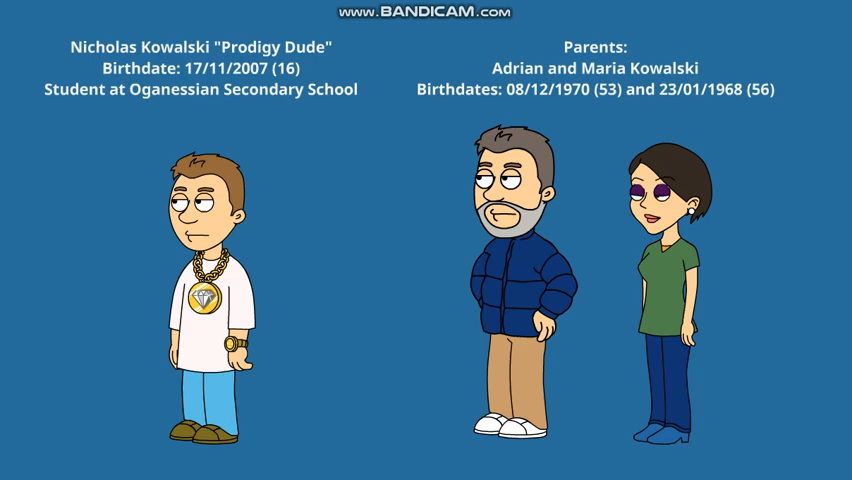 www.BANDICAM.com
Nicholas Kowalski "Prodigy Dude"
Birthdate: 17/11/2007 (16)
Student at Oganessian Secondary School
Parents:
Adrian and Maria Kowalski
Birthdates: 08/12/1970 (53) and 23/01/1968 (56)